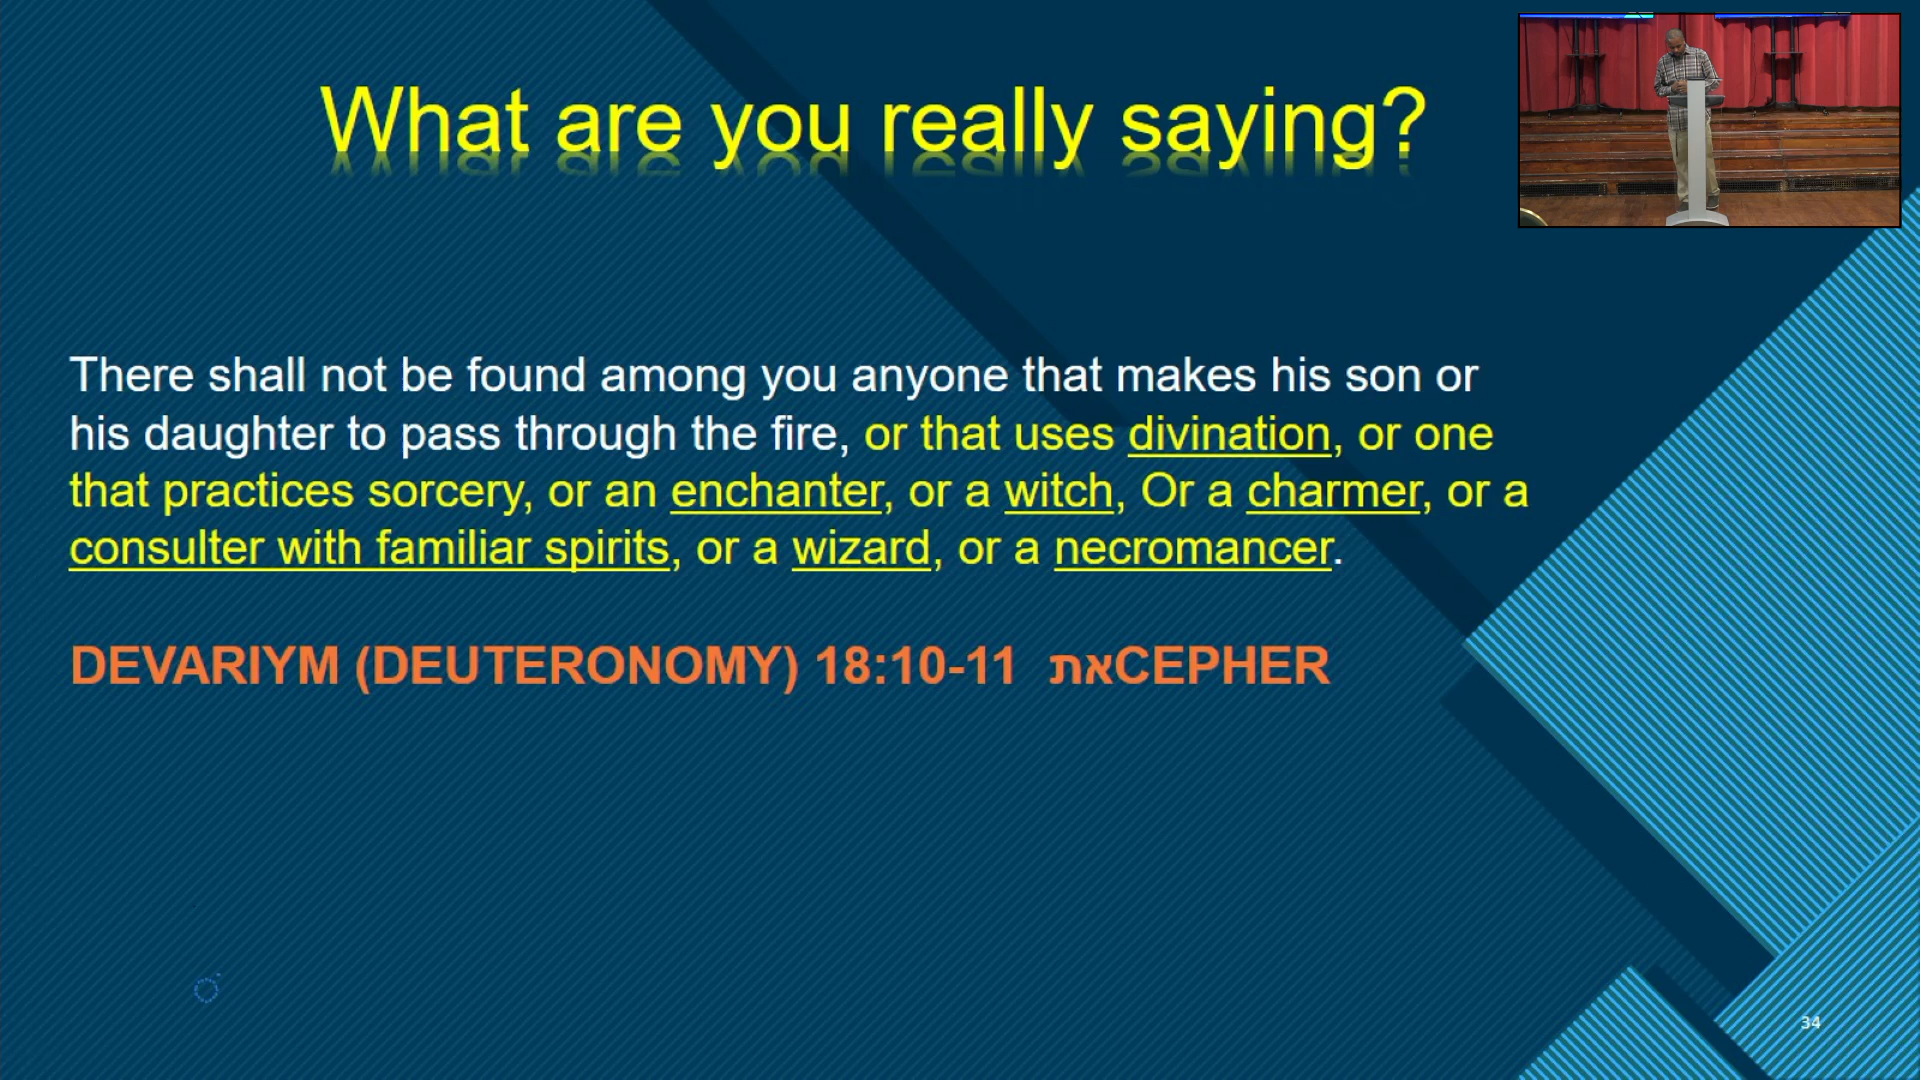 What are you really saying?
There shall not be found among you anyone that makes his son or
his daughter to pass through the fire, or that uses divination, or one
that practices sorcery, or an enchanter, or a witch, Or a charmer, or a
consulter with familiar spirits, or a wizard, or a necromancer.
DEVARIYM (DEUTERONOMY) 18:10-11 אתCEPHER
34